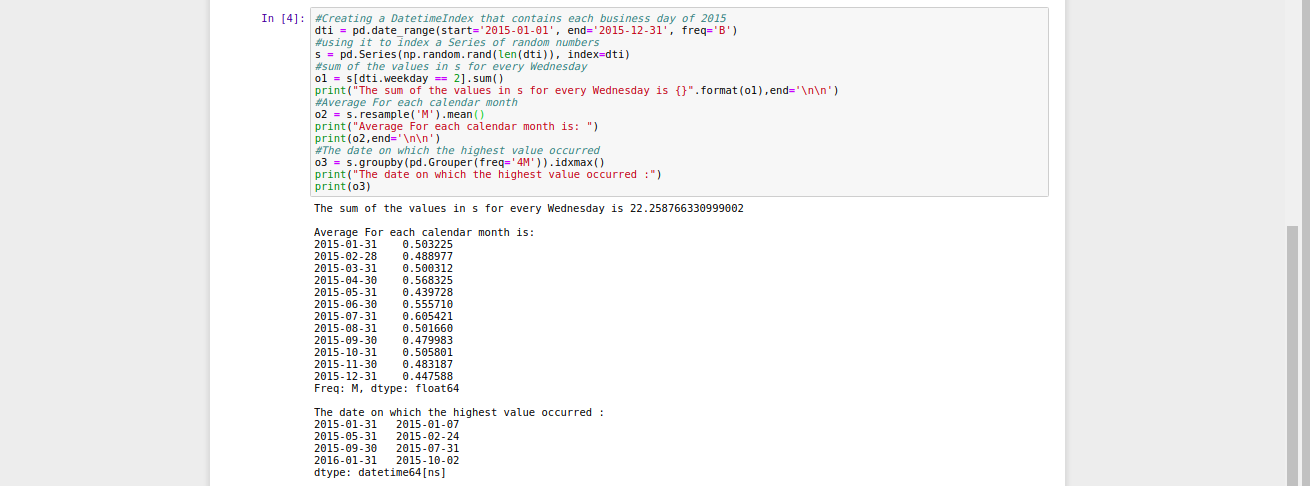 In [4]:
#Creating a DatetimeIndex that contains each business day of 2015
dti = pd.date_range(start='2015-01-01', end='2015-12-31', freq='B')
#using it to index a Series of random numbers
s = pd.Series(np.random.rand(len(dti)), index=dti)
#sum of the values in s for every Wednesday
o1 = s[dti.weekday == 2].sum()
print("The sum of the values in s for every Wednesday is {}".format(o1),end='\n\n')
#Average For each calendar month
o2 = s.resample('M').mean()
print("Average For each calendar month is: ")
print(o2,end='\n\n')
#The date on which the highest value occurred
o3 = s.groupby(pd.Grouper(freq='4M')).idxmax()
print("The date on which the highest value occurred :")
print(o3)
The sum of the values in s for every Wednesday is 22.258766330999002
Average For each calendar month is:
2015-01-31    0.503225
2015-02-28    0.488977
2015-03-31    0.500312
2015-04-30    0.568325
2015-05-31    0.439728
2015-06-30    0.555710
2015-07-31    0.605421
2015-08-31    0.501660
2015-09-30    0.479983
2015-10-31    0.505801
2015-11-30    0.483187
2015-12-31    0.447588
Freq: M, dtype: float64
The date on which the highest value occurred :
2015-01-31   2015-01-07
2015-05-31   2015-02-24
2015-09-30   2015-07-31
2016-01-31   2015-10-02
dtype: datetime64[ns]